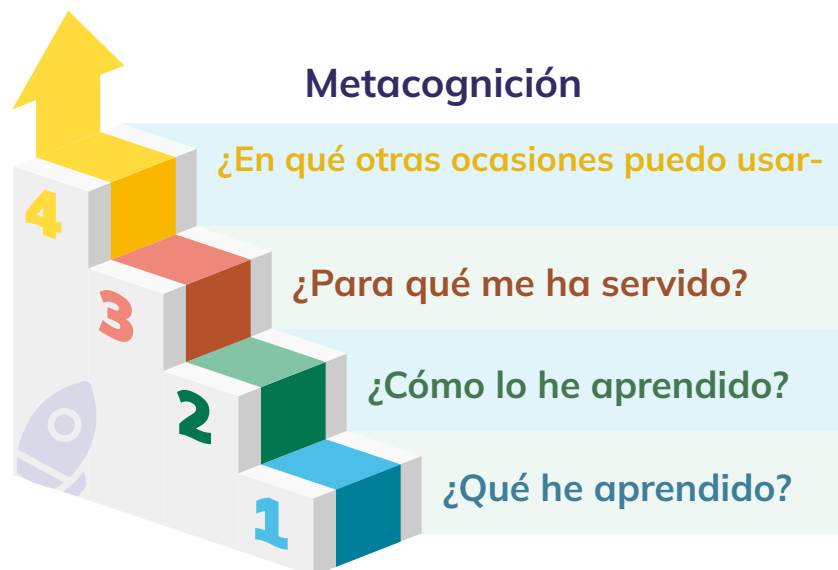 Metacognición
¿En qué otras ocasiones puedo usar-
4
¿Para qué me ha servido?
3
¿Cómo lo he aprendido?
2
¿Qué he aprendido?
1